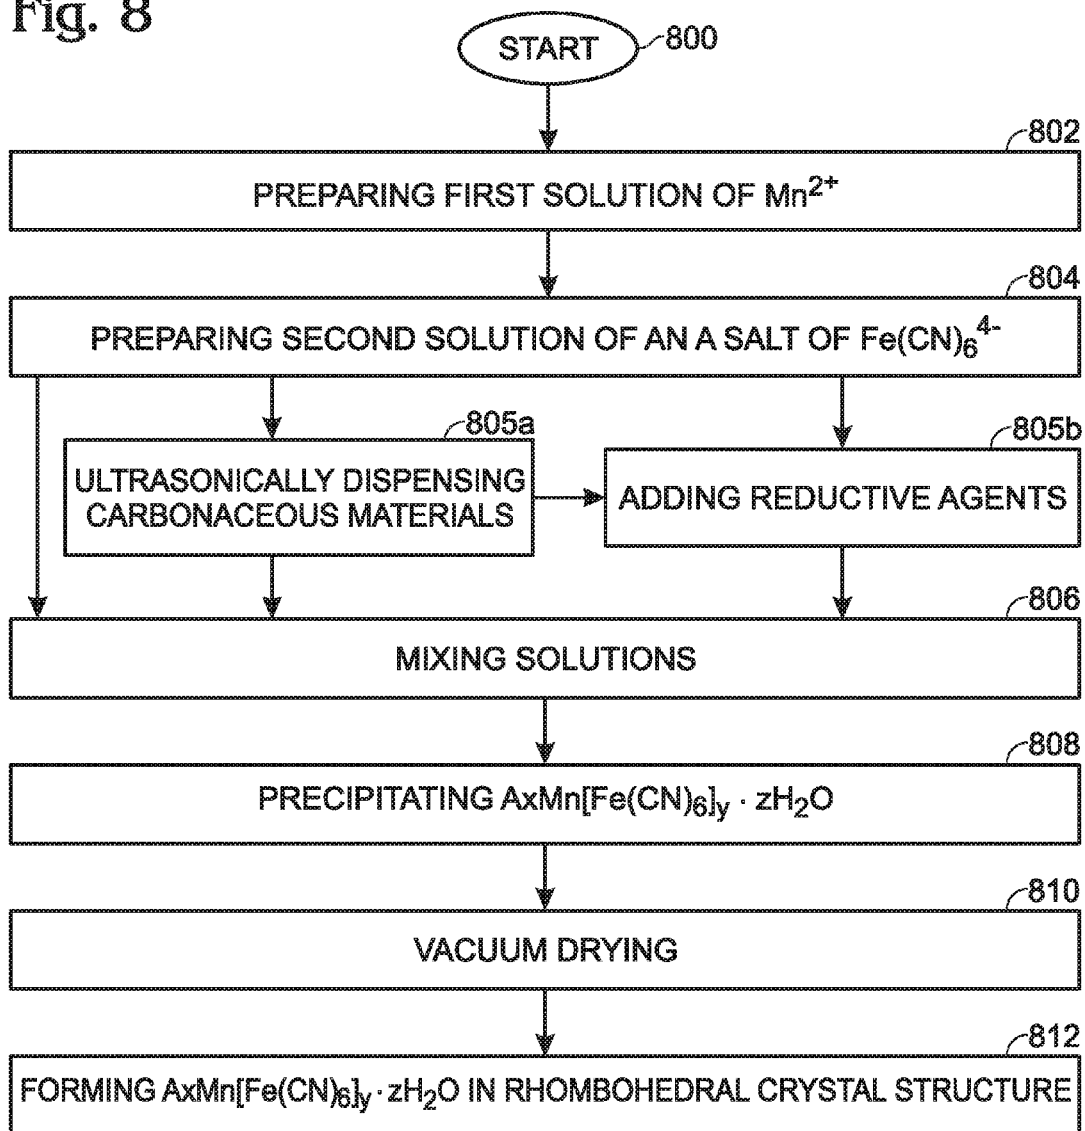 Fig. 8
START
800
802
PREPARING FIRST SOLUTION OF Mn²⁺
804
PREPARING SECOND SOLUTION OF AN A SALT OF Fe(CN)₆⁴⁻
805a
ULTRASONICALLY DISPENSING
CARBONACEOUS MATERIALS
805b
ADDING REDUCTIVE AGENTS
806
MIXING SOLUTIONS
808
PRECIPITATING AxMn[Fe(CN)₆]y · zH₂O
810
VACUUM DRYING
812
FORMING AxMn[Fe(CN)₆]y · zH₂O IN RHOMBOHEDRAL CRYSTAL STRUCTURE